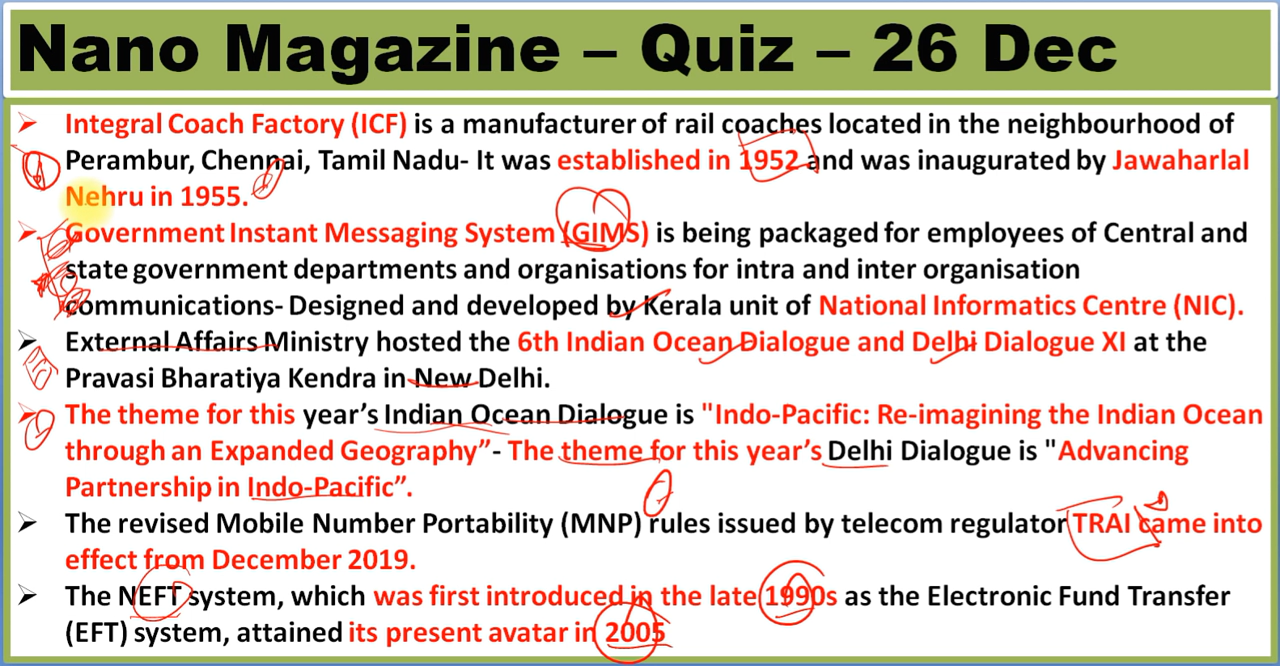 Nano Magazine – Quiz – 26 Dec
➢ Integral Coach Factory (ICF) is a manufacturer of rail coaches located in the neighbourhood of
Perambur, Chennai, Tamil Nadu- It was established in 1952 and was inaugurated by Jawaharlal
Nehru in 1955.
➢ Government Instant Messaging System (GIMS) is being packaged for employees of Central and
state government departments and organisations for intra and inter organisation
communications- Designed and developed by Kerala unit of National Informatics Centre (NIC).
➢ External Affairs Ministry hosted the 6th Indian Ocean Dialogue and Delhi Dialogue XI at the
Pravasi Bharatiya Kendra in New Delhi.
➢ The theme for this year’s Indian Ocean Dialogue is "Indo-Pacific: Re-imagining the Indian Ocean
through an Expanded Geography”- The theme for this year’s Delhi Dialogue is "Advancing
Partnership in Indo-Pacific”.
➢ The revised Mobile Number Portability (MNP) rules issued by telecom regulator TRAI came into
effect from December 2019.
➢ The NEFT system, which was first introduced in the late 1990s as the Electronic Fund Transfer
(EFT) system, attained its present avatar in 2005